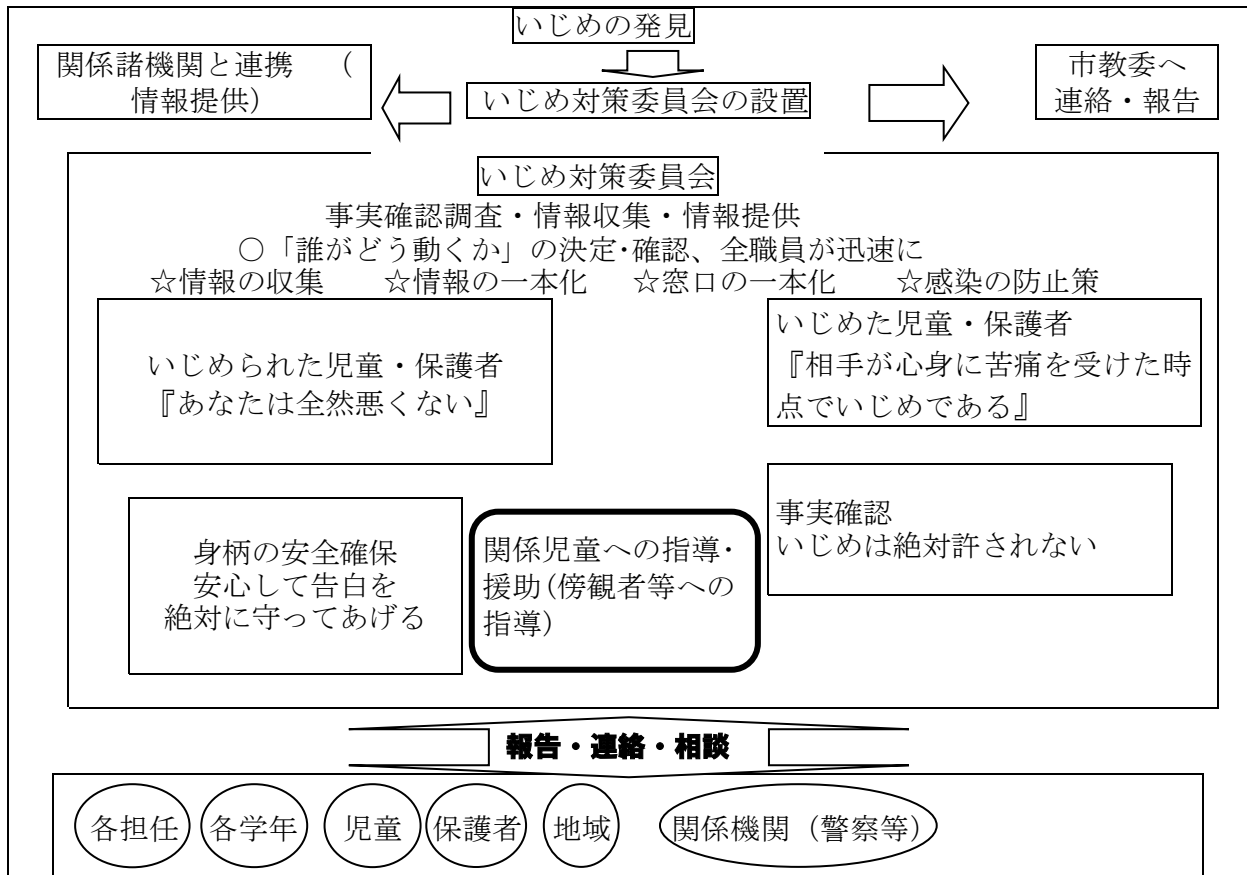 いじめの発見
関係諸機関と連携　（
情報提供）
いじめ対策委員会の設置
市教委へ
連絡・報告
いじめ対策委員会
事実確認調査・情報収集・情報提供
○「誰がどう動くか」の決定･確認、全職員が迅速に
☆情報の収集　　☆情報の一本化　　☆窓口の一本化　　☆感染の防止策
いじめられた児童・保護者
『あなたは全然悪くない』
いじめた児童・保護者
『相手が心身に苦痛を受けた時
点でいじめである』
身柄の安全確保
安心して告白を
絶対に守ってあげる
関係児童への指導･
援助(傍観者等への
指導)
事実確認
いじめは絶対許されない
報告・連絡・相談
各担任　各学年　児童　保護者　地域　関係機関（警察等）